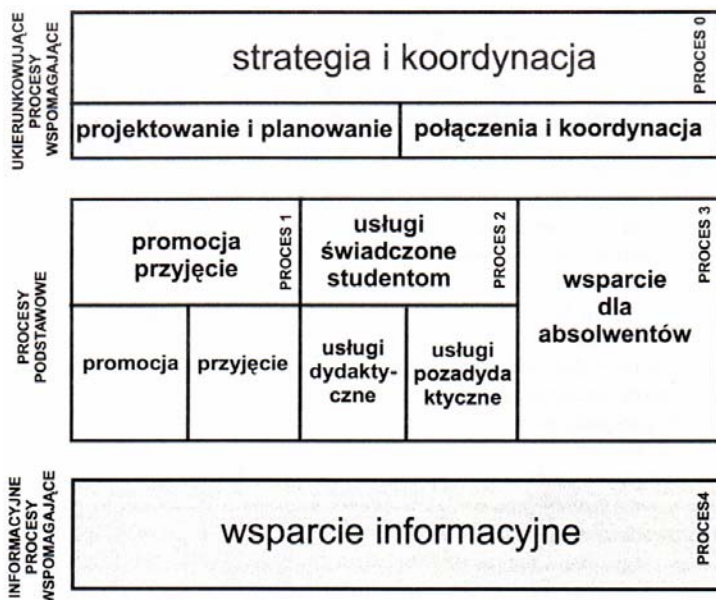 UKIERUNKOWUJĄCE
PROCESY
WSPOMAGAJĄCE
strategia i koordynacja
PROCES 0
projektowanie i planowanie
połączenia i koordynacja
PROCESY
PODSTAWOWE
promocja
przyjęcie
PROCES 1
usługi
świadczone
studentom
PROCES 2
wsparcie
dla
absolwentów
PROCES 3
promocja
przyjęcie
usługi
dydakty-
czne
usługi
pozadyda
ktyczne
INFORMACYJNE
PROCESY
WSPOMAGAJĄCE
wsparcie informacyjne
PROCES4